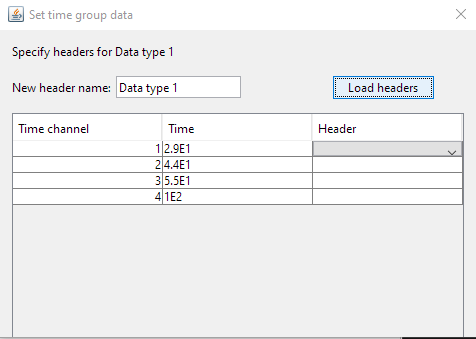 Set time group data
Specify headers for Data type 1
New header name: Data type 1 Load headers
Time channel Time Header
1 2.9E1
2 4.4E1
3 5.5E1
4 1E2